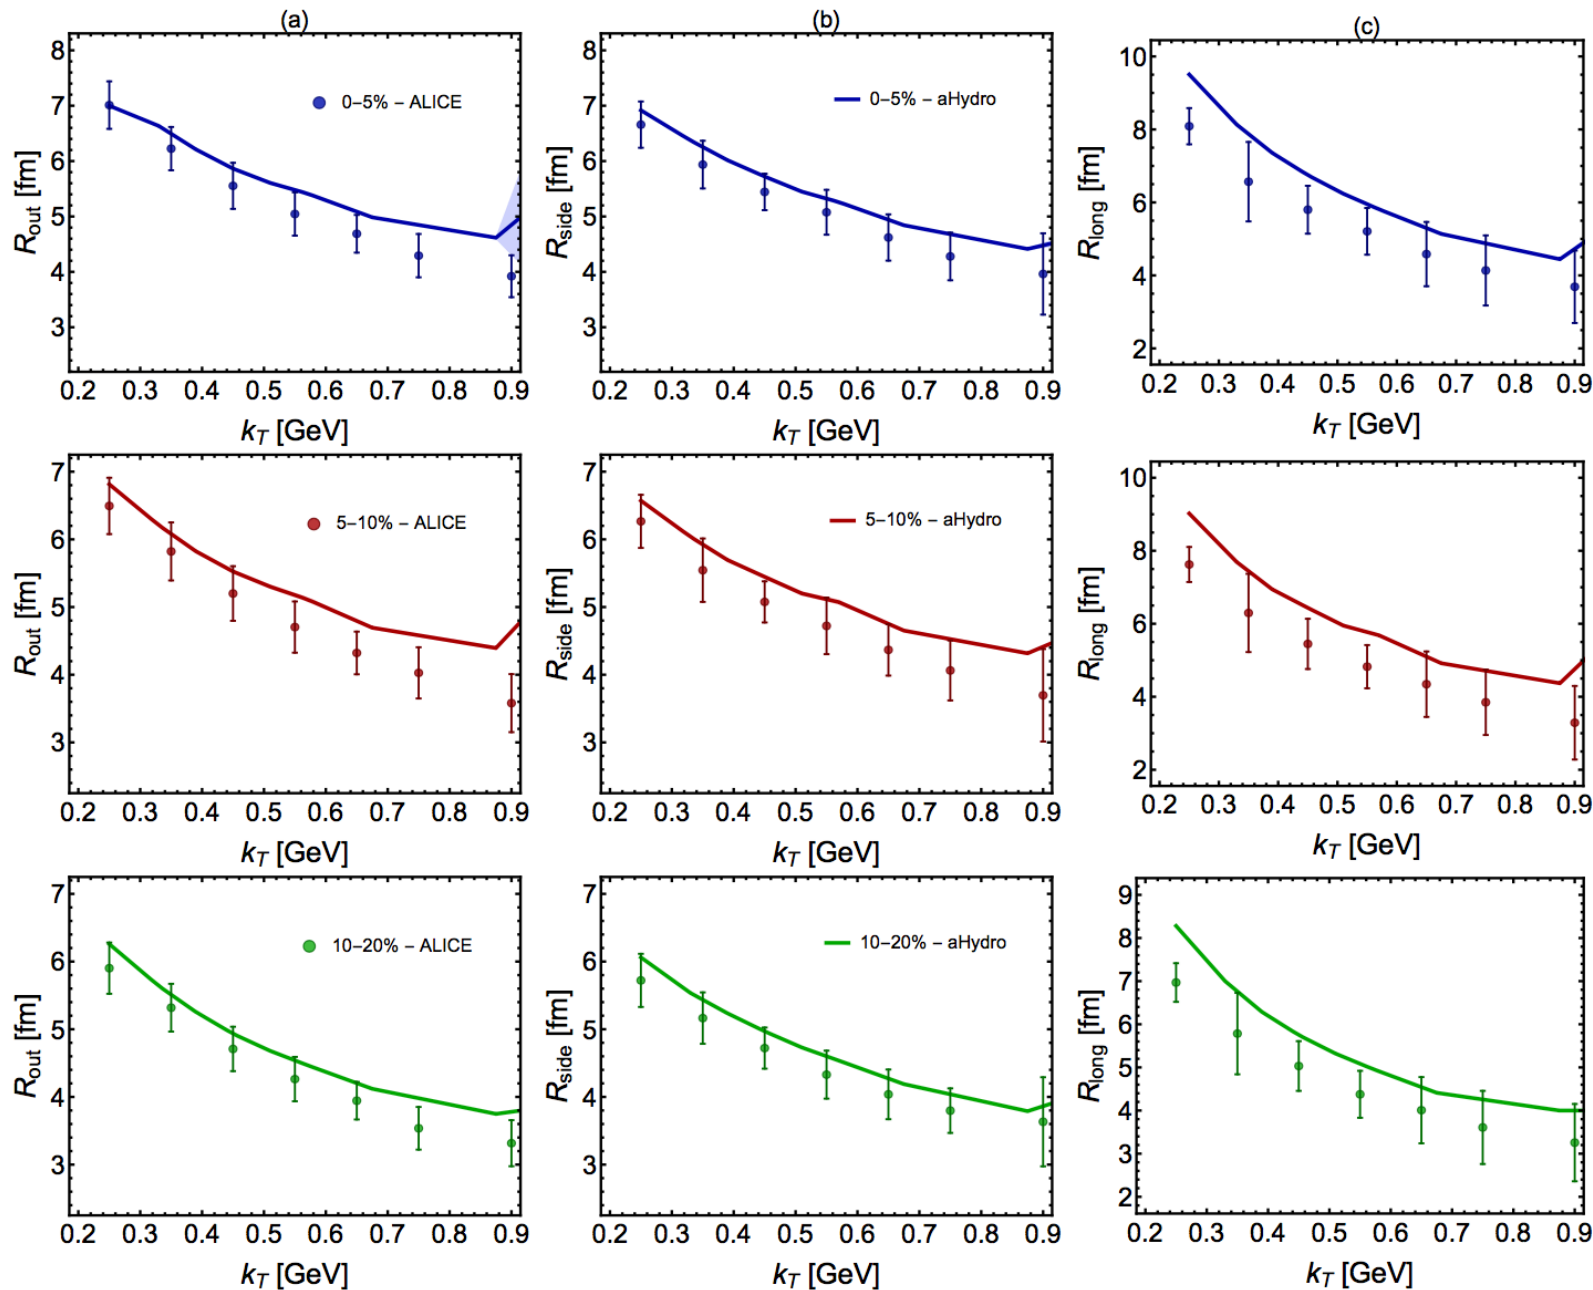 (a)
8
7
6
5
4
3
R_out [fm]
0–5% – ALICE
0.2 0.3 0.4 0.5 0.6 0.7 0.8 0.9
k_T [GeV]
(b)
8
7
6
5
4
3
R_side [fm]
0–5% – aHydro
0.2 0.3 0.4 0.5 0.6 0.7 0.8 0.9
k_T [GeV]
(c)
10
8
6
4
2
R_long [fm]
0.2 0.3 0.4 0.5 0.6 0.7 0.8 0.9
k_T [GeV]
7
6
5
4
3
R_out [fm]
5–10% – ALICE
0.2 0.3 0.4 0.5 0.6 0.7 0.8 0.9
k_T [GeV]
7
6
5
4
3
R_side [fm]
5–10% – aHydro
0.2 0.3 0.4 0.5 0.6 0.7 0.8 0.9
k_T [GeV]
10
8
6
4
2
R_long [fm]
0.2 0.3 0.4 0.5 0.6 0.7 0.8 0.9
k_T [GeV]
7
6
5
4
3
R_out [fm]
10–20% – ALICE
0.2 0.3 0.4 0.5 0.6 0.7 0.8 0.9
k_T [GeV]
7
6
5
4
3
R_side [fm]
10–20% – aHydro
0.2 0.3 0.4 0.5 0.6 0.7 0.8 0.9
k_T [GeV]
9
8
7
6
5
4
3
2
R_long [fm]
0.2 0.3 0.4 0.5 0.6 0.7 0.8 0.9
k_T [GeV]